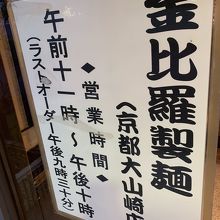 金比羅製麺
〈京都大山崎店
◆営業時間◆
午前十一時〜午後十時
(ラストオーダー午後九時三十分)